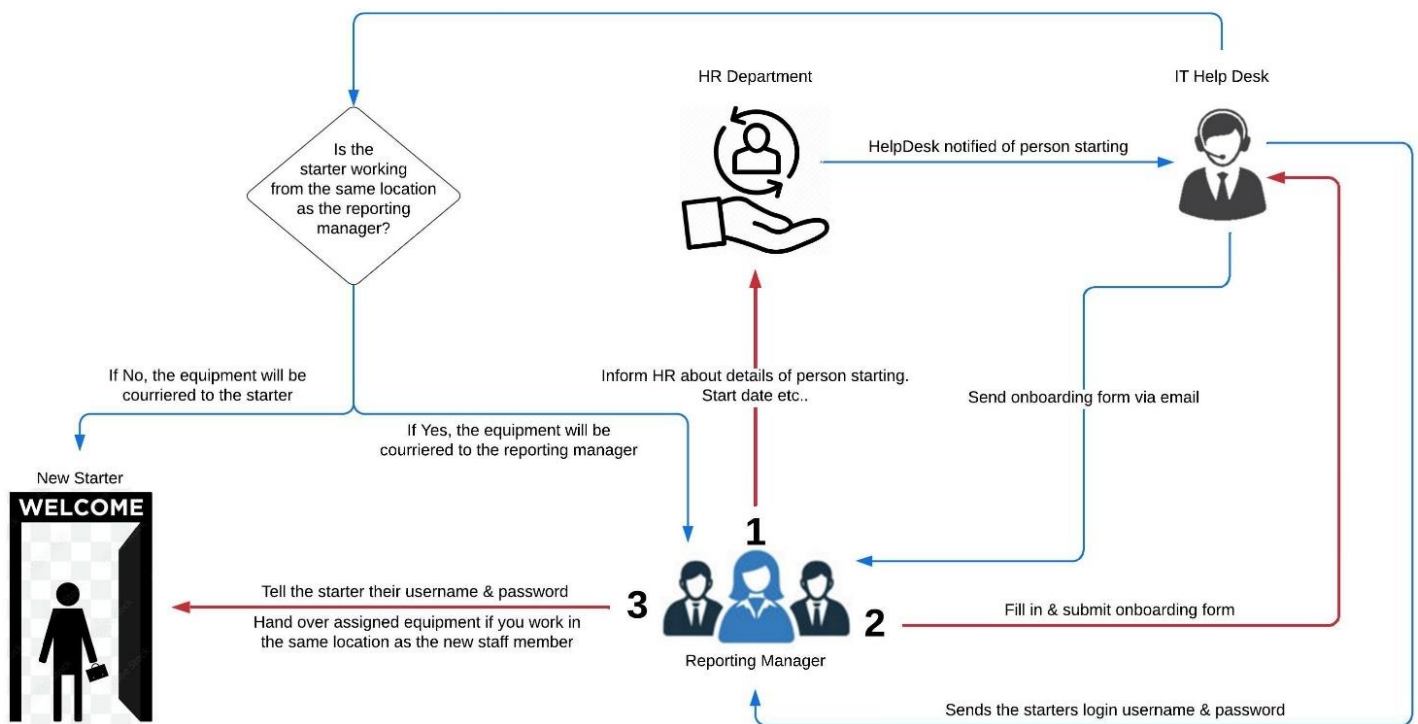 HR Department
IT Help Desk
Is the
starter working
from the same location
as the reporting
manager?
HelpDesk notified of person starting
If No, the equipment will be
courriered to the starter
Inform HR about details of person starting.
Start date etc..
Send onboarding form via email
If Yes, the equipment will be
courriered to the reporting manager
New Starter
WELCOME
1
Tell the starter their username & password
3
Hand over assigned equipment if you work in
the same location as the new staff member
2
Fill in & submit onboarding form
Reporting Manager
Sends the starters login username & password